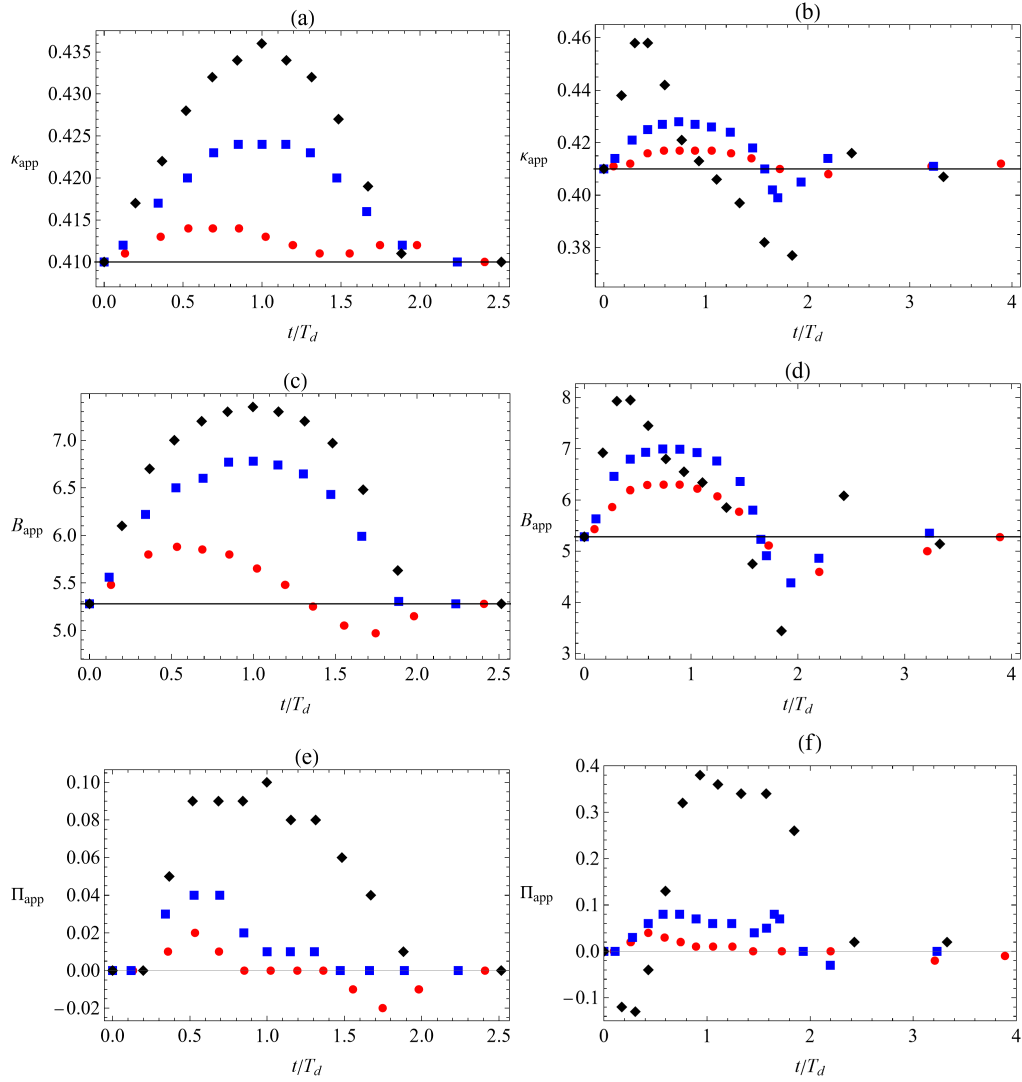 (a)
0.435
0.430
0.425
κapp
0.420
0.415
0.410
0.0 0.5 1.0 1.5 2.0 2.5
t/Td
(b)
0.46
0.44
κapp
0.42
0.40
0.38
0 1 2 3 4
t/Td
(c)
7.0
6.5
Bapp
6.0
5.5
5.0
0.0 0.5 1.0 1.5 2.0 2.5
t/Td
(d)
8
7
6
Bapp
5
4
3
0 1 2 3 4
t/Td
(e)
0.10
0.08
0.06
Πapp
0.04
0.02
0.00
−0.02
0.0 0.5 1.0 1.5 2.0 2.5
t/Td
(f)
0.4
0.3
0.2
Πapp
0.1
0.0
−0.1
0 1 2 3 4
t/Td